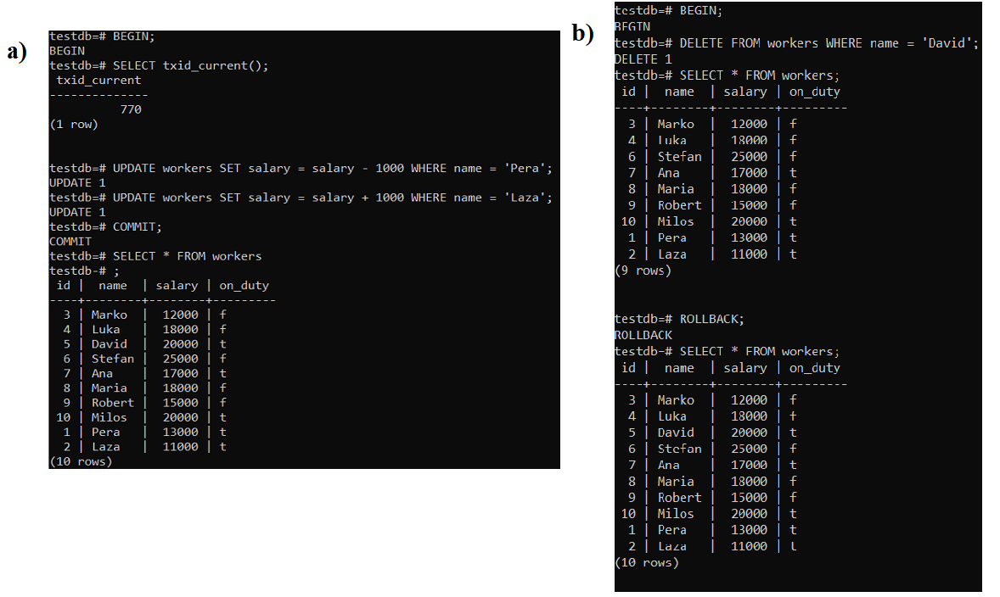 a)
testdb=# BEGIN;
BEGIN
testdb=# SELECT txid_current();
 txid_current
--------------
          770
(1 row)
testdb=# UPDATE workers SET salary = salary - 1000 WHERE name = 'Pera';
UPDATE 1
testdb=# UPDATE workers SET salary = salary + 1000 WHERE name = 'Laza';
UPDATE 1
testdb=# COMMIT;
COMMIT
testdb=# SELECT * FROM workers
testdb-# ;
 id |  name  | salary | on_duty
----+--------+--------+---------
  3 | Marko  |  12000 | f
  4 | Luka   |  18000 | f
  5 | David  |  20000 | t
  6 | Stefan |  25000 | f
  7 | Ana    |  17000 | t
  8 | Maria  |  18000 | f
  9 | Robert |  15000 | f
 10 | Milos  |  20000 | t
  1 | Pera   |  13000 | t
  2 | Laza   |  11000 | t
(10 rows)
b)
testdb=# BEGIN;
BEGIN
testdb=# DELETE FROM workers WHERE name = 'David';
DELETE 1
testdb=# SELECT * FROM workers;
 id |  name  | salary | on_duty
----+--------+--------+---------
  3 | Marko  |  12000 | f
  4 | Luka   |  18000 | f
  6 | Stefan |  25000 | f
  7 | Ana    |  17000 | t
  8 | Maria  |  18000 | f
  9 | Robert |  15000 | f
 10 | Milos  |  20000 | t
  1 | Pera   |  13000 | t
  2 | Laza   |  11000 | t
(9 rows)
testdb=# ROLLBACK;
ROLLBACK
testdb=# SELECT * FROM workers;
 id |  name  | salary | on_duty
----+--------+--------+---------
  3 | Marko  |  12000 | f
  4 | Luka   |  18000 | f
  5 | David  |  20000 | t
  6 | Stefan |  25000 | f
  7 | Ana    |  17000 | t
  8 | Maria  |  18000 | f
  9 | Robert |  15000 | f
 10 | Milos  |  20000 | t
  1 | Pera   |  13000 | t
  2 | Laza   |  11000 | t
(10 rows)